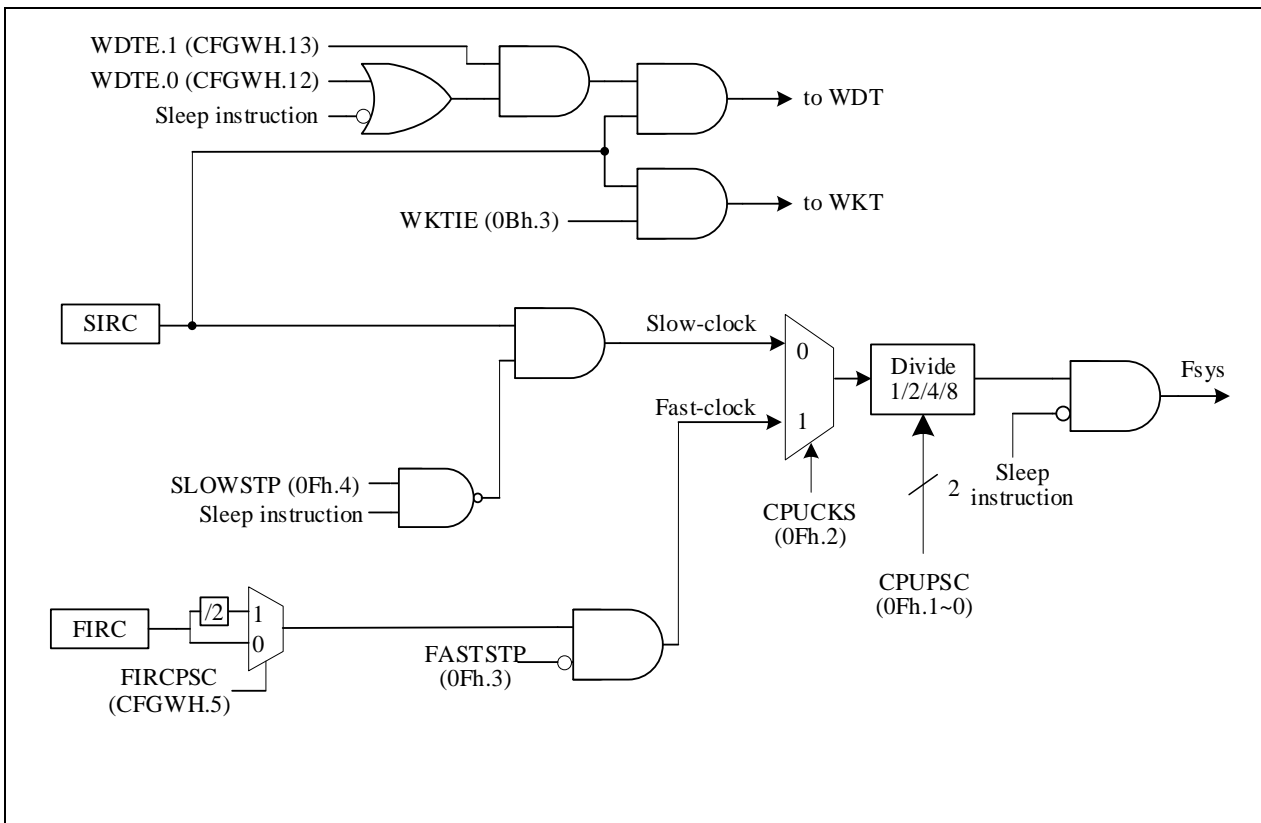 WDTE.1 (CFGWH.13)
WDTE.0 (CFGWH.12)
Sleep instruction
to WDT
to WKT
WKTIE (0Bh.3)
SIRC
Slow-clock
0
Divide
1/2/4/8
Fsys
Fast-clock
1
SLOWSTP (0Fh.4)
Sleep instruction
2
Sleep
instruction
CPUCKS
(0Fh.2)
CPUPSC
(0Fh.1~0)
FIRC
/2
1
0
FASTSTP
(0Fh.3)
FIRCPSC
(CFGWH.5)